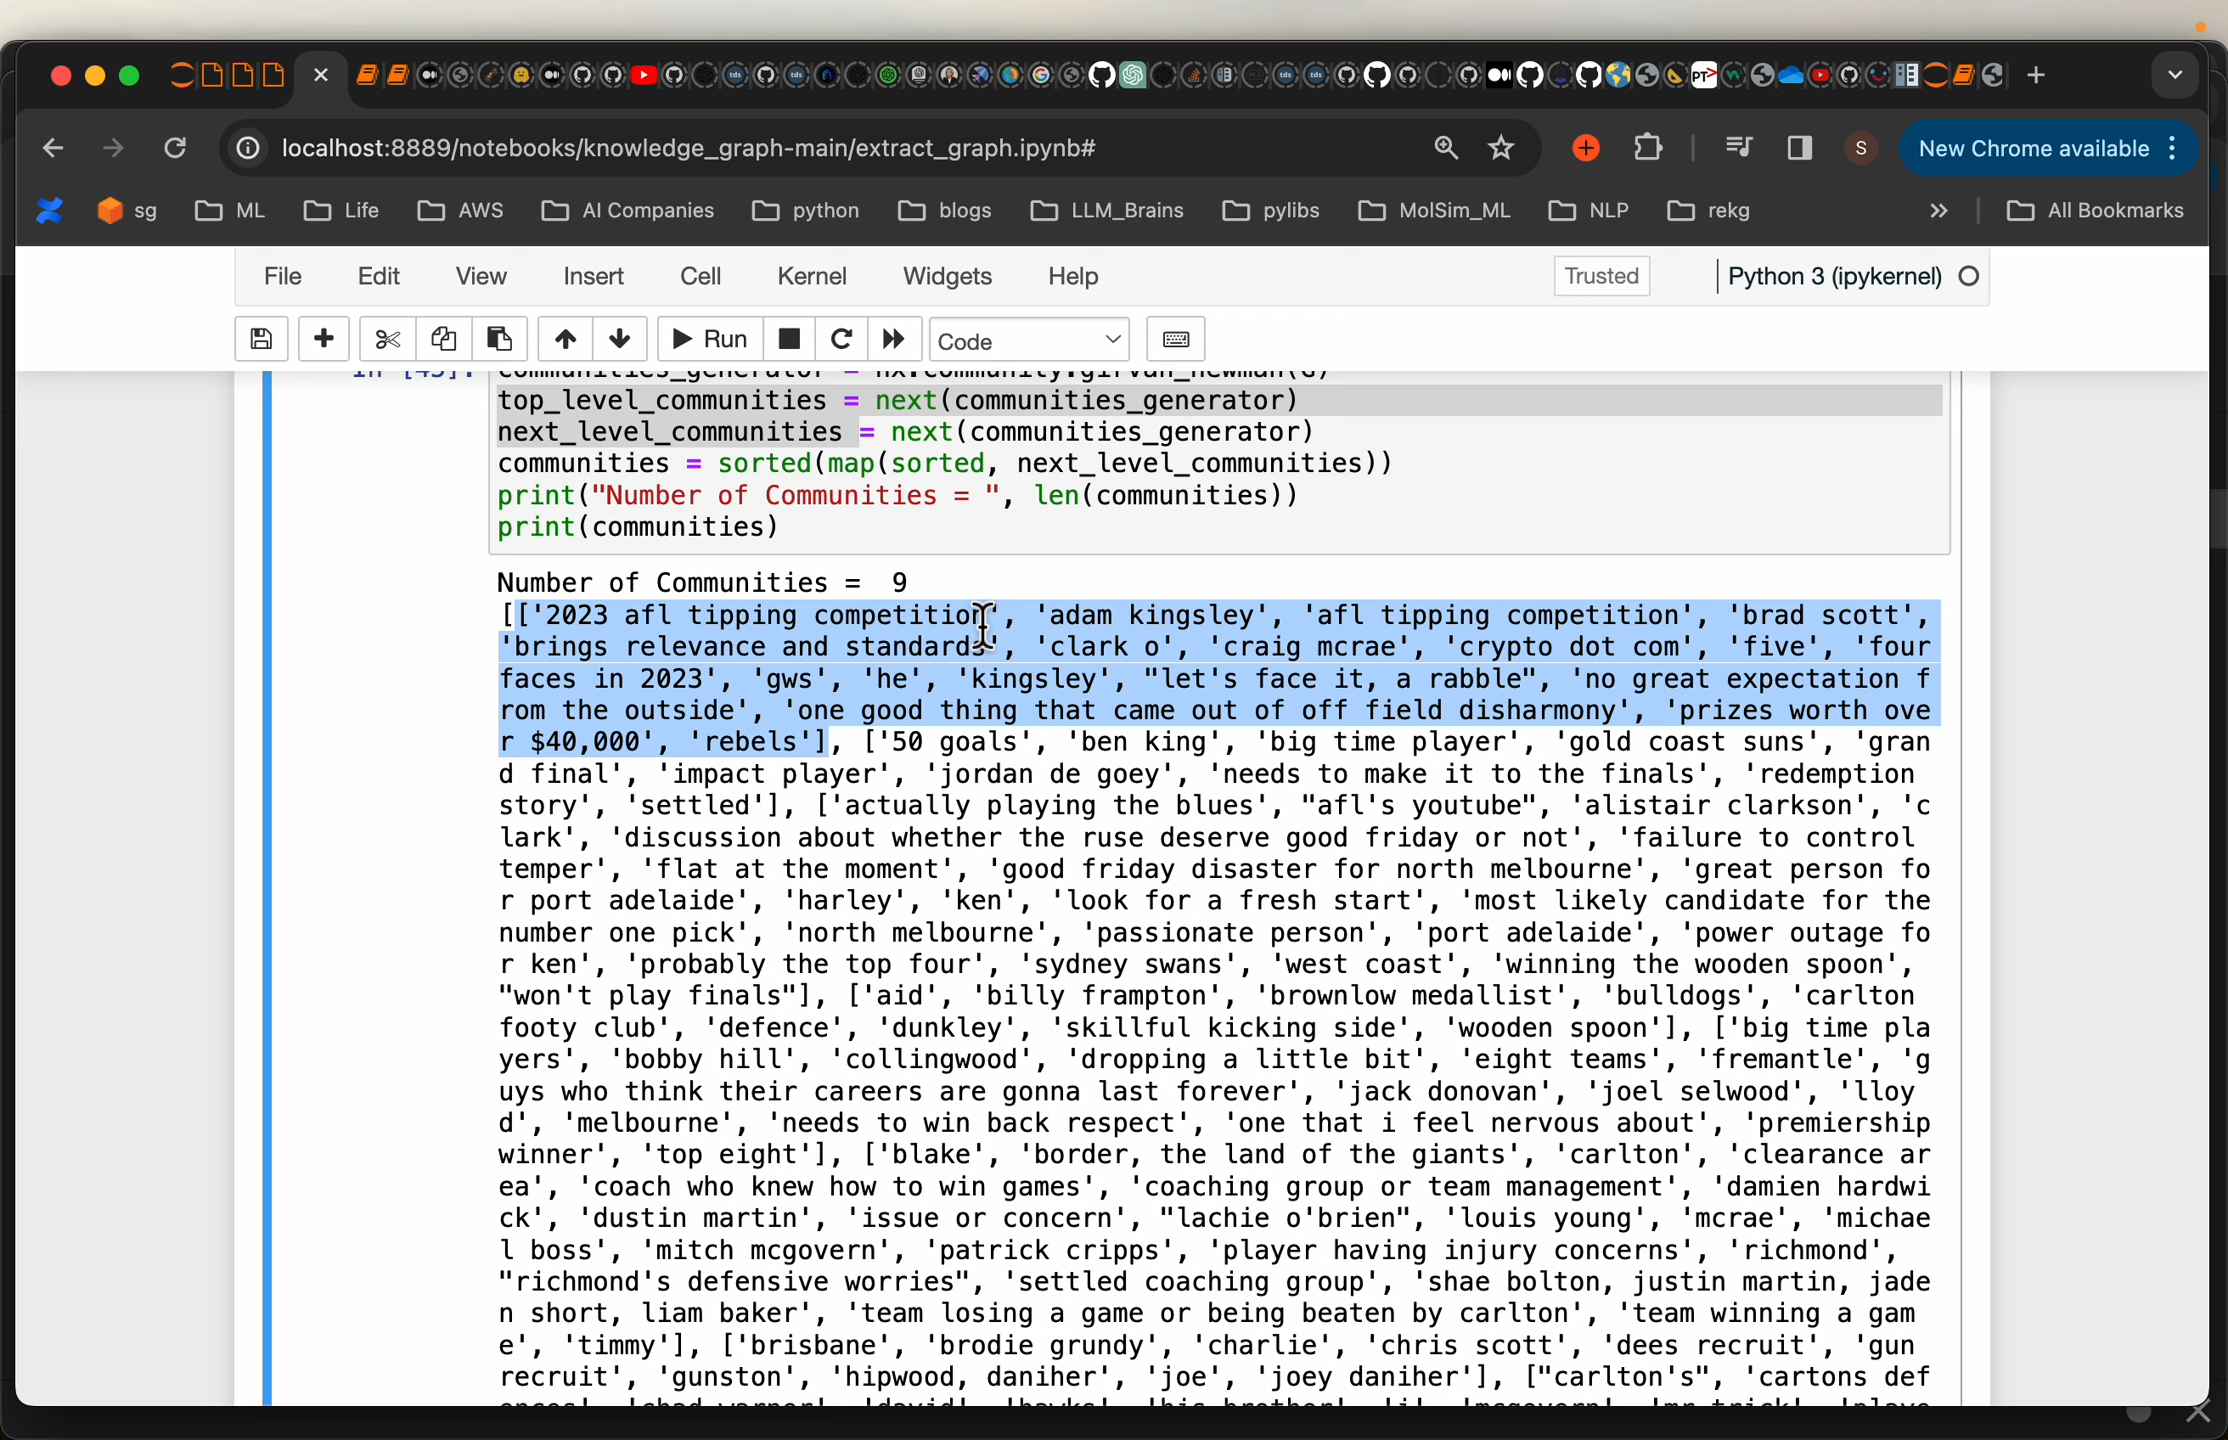 localhost:8889/notebooks/knowledge_graph-main/extract_graph.ipynb#
S
New Chrome available
sg ML Life AWS AI Companies python blogs LLM_Brains pylibs MolSim_ML NLP rekg » All Bookmarks
File Edit View Insert Cell Kernel Widgets Help Trusted Python 3 (ipykernel)
Run Code
communities_generator = nx.community.girvan_newman(G)
top_level_communities = next(communities_generator)
next_level_communities = next(communities_generator)
communities = sorted(map(sorted, next_level_communities))
print("Number of Communities = ", len(communities))
print(communities)
Number of Communities =  9
[['2023 afl tipping competition', 'adam kingsley', 'afl tipping competition', 'brad scott',
'brings relevance and standards', 'clark o', 'craig mcrae', 'crypto dot com', 'five', 'four
faces in 2023', 'gws', 'he', 'kingsley', "let's face it, a rabble", 'no great expectation f
rom the outside', 'one good thing that came out of off field disharmony', 'prizes worth ove
r $40,000', 'rebels'], ['50 goals', 'ben king', 'big time player', 'gold coast suns', 'gran
d final', 'impact player', 'jordan de goey', 'needs to make it to the finals', 'redemption
story', 'settled'], ['actually playing the blues', "afl's youtube", 'alistair clarkson', 'c
lark', 'discussion about whether the ruse deserve good friday or not', 'failure to control
temper', 'flat at the moment', 'good friday disaster for north melbourne', 'great person fo
r port adelaide', 'harley', 'ken', 'look for a fresh start', 'most likely candidate for the
number one pick', 'north melbourne', 'passionate person', 'port adelaide', 'power outage fo
r ken', 'probably the top four', 'sydney swans', 'west coast', 'winning the wooden spoon',
"won't play finals"], ['aid', 'billy frampton', 'brownlow medallist', 'bulldogs', 'carlton
footy club', 'defence', 'dunkley', 'skillful kicking side', 'wooden spoon'], ['big time pla
yers', 'bobby hill', 'collingwood', 'dropping a little bit', 'eight teams', 'fremantle', 'g
uys who think their careers are gonna last forever', 'jack donovan', 'joel selwood', 'lloy
d', 'melbourne', 'needs to win back respect', 'one that i feel nervous about', 'premiership
winner', 'top eight'], ['blake', 'border, the land of the giants', 'carlton', 'clearance ar
ea', 'coach who knew how to win games', 'coaching group or team management', 'damien hardwi
ck', 'dustin martin', 'issue or concern', "lachie o'brien", 'louis young', 'mcrae', 'michae
l boss', 'mitch mcgovern', 'patrick cripps', 'player having injury concerns', 'richmond',
"richmond's defensive worries", 'settled coaching group', 'shae bolton, justin martin, jade
n short, liam baker', 'team losing a game or being beaten by carlton', 'team winning a gam
e', 'timmy'], ['brisbane', 'brodie grundy', 'charlie', 'chris scott', 'dees recruit', 'gun
recruit', 'gunston', 'hipwood, daniher', 'joe', 'joey daniher'], ["carlton's", 'cartons def